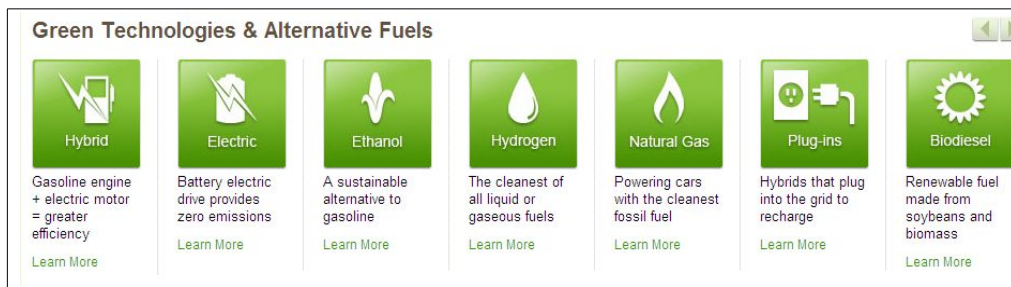 Green Technologies & Alternative Fuels
Hybrid
Gasoline engine
+ electric motor
= greater
efficiency
Learn More
Electric
Battery electric
drive provides
zero emissions
Learn More
Ethanol
A sustainable
alternative to
gasoline
Learn More
Hydrogen
The cleanest of
all liquid or
gaseous fuels
Learn More
Natural Gas
Powering cars
with the cleanest
fossil fuel
Learn More
Plug-ins
Hybrids that plug
into the grid to
recharge
Learn More
Biodiesel
Renewable fuel
made from
soybeans and
biomass
Learn More